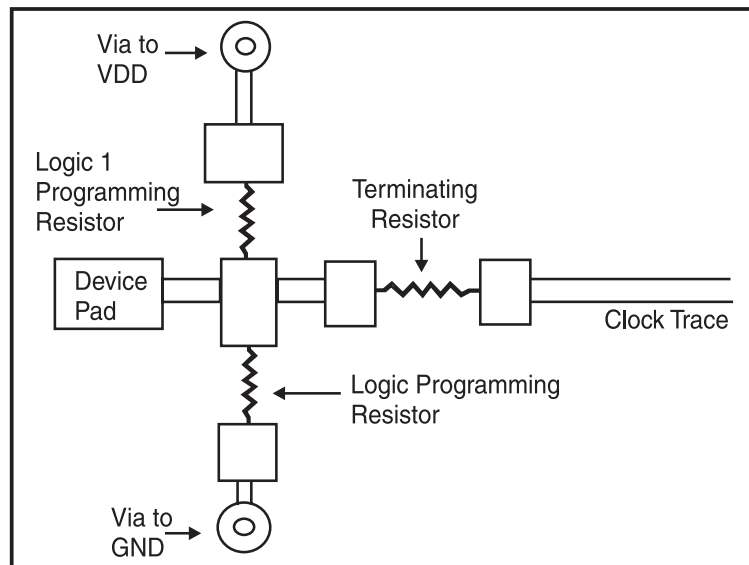 Via to
VDD
Logic 1
Programming
Resistor
Terminating
Resistor
Device
Pad
Clock Trace
Logic Programming
Resistor
Via to
GND